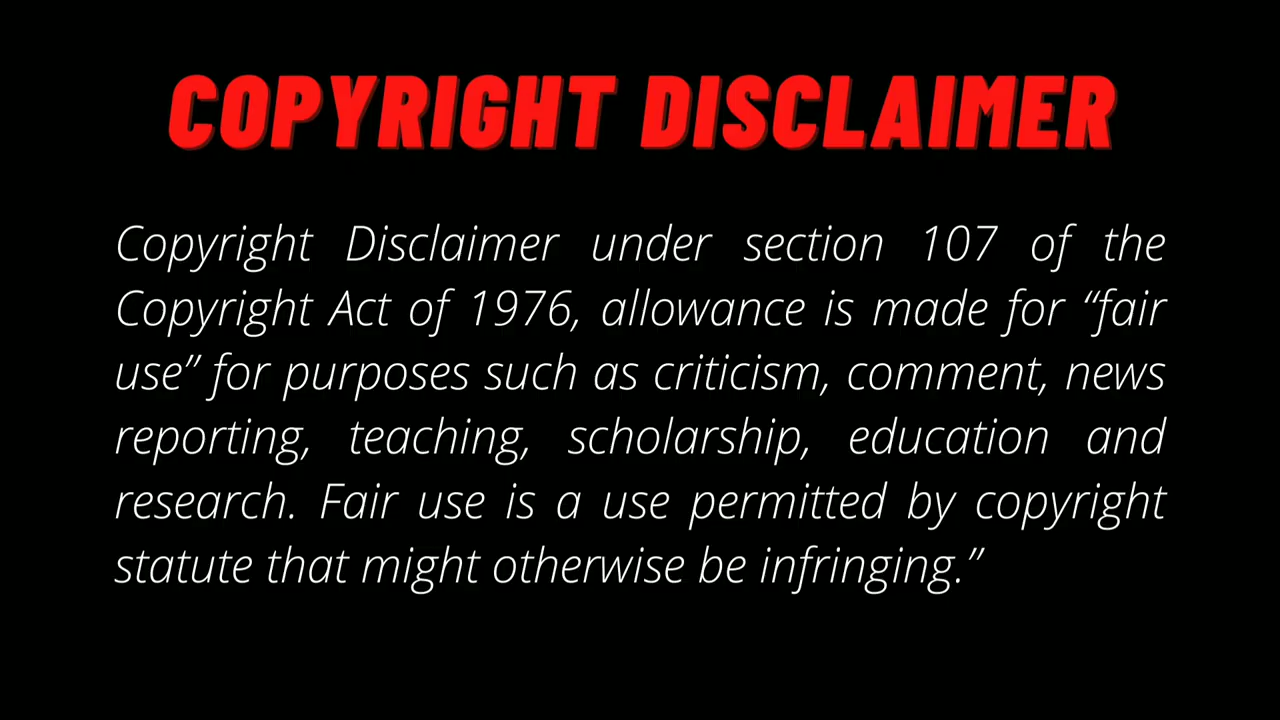 COPYRIGHT DISCLAIMER
Copyright Disclaimer under section 107 of the
Copyright Act of 1976, allowance is made for “fair
use” for purposes such as criticism, comment, news
reporting, teaching, scholarship, education and
research. Fair use is a use permitted by copyright
statute that might otherwise be infringing.”